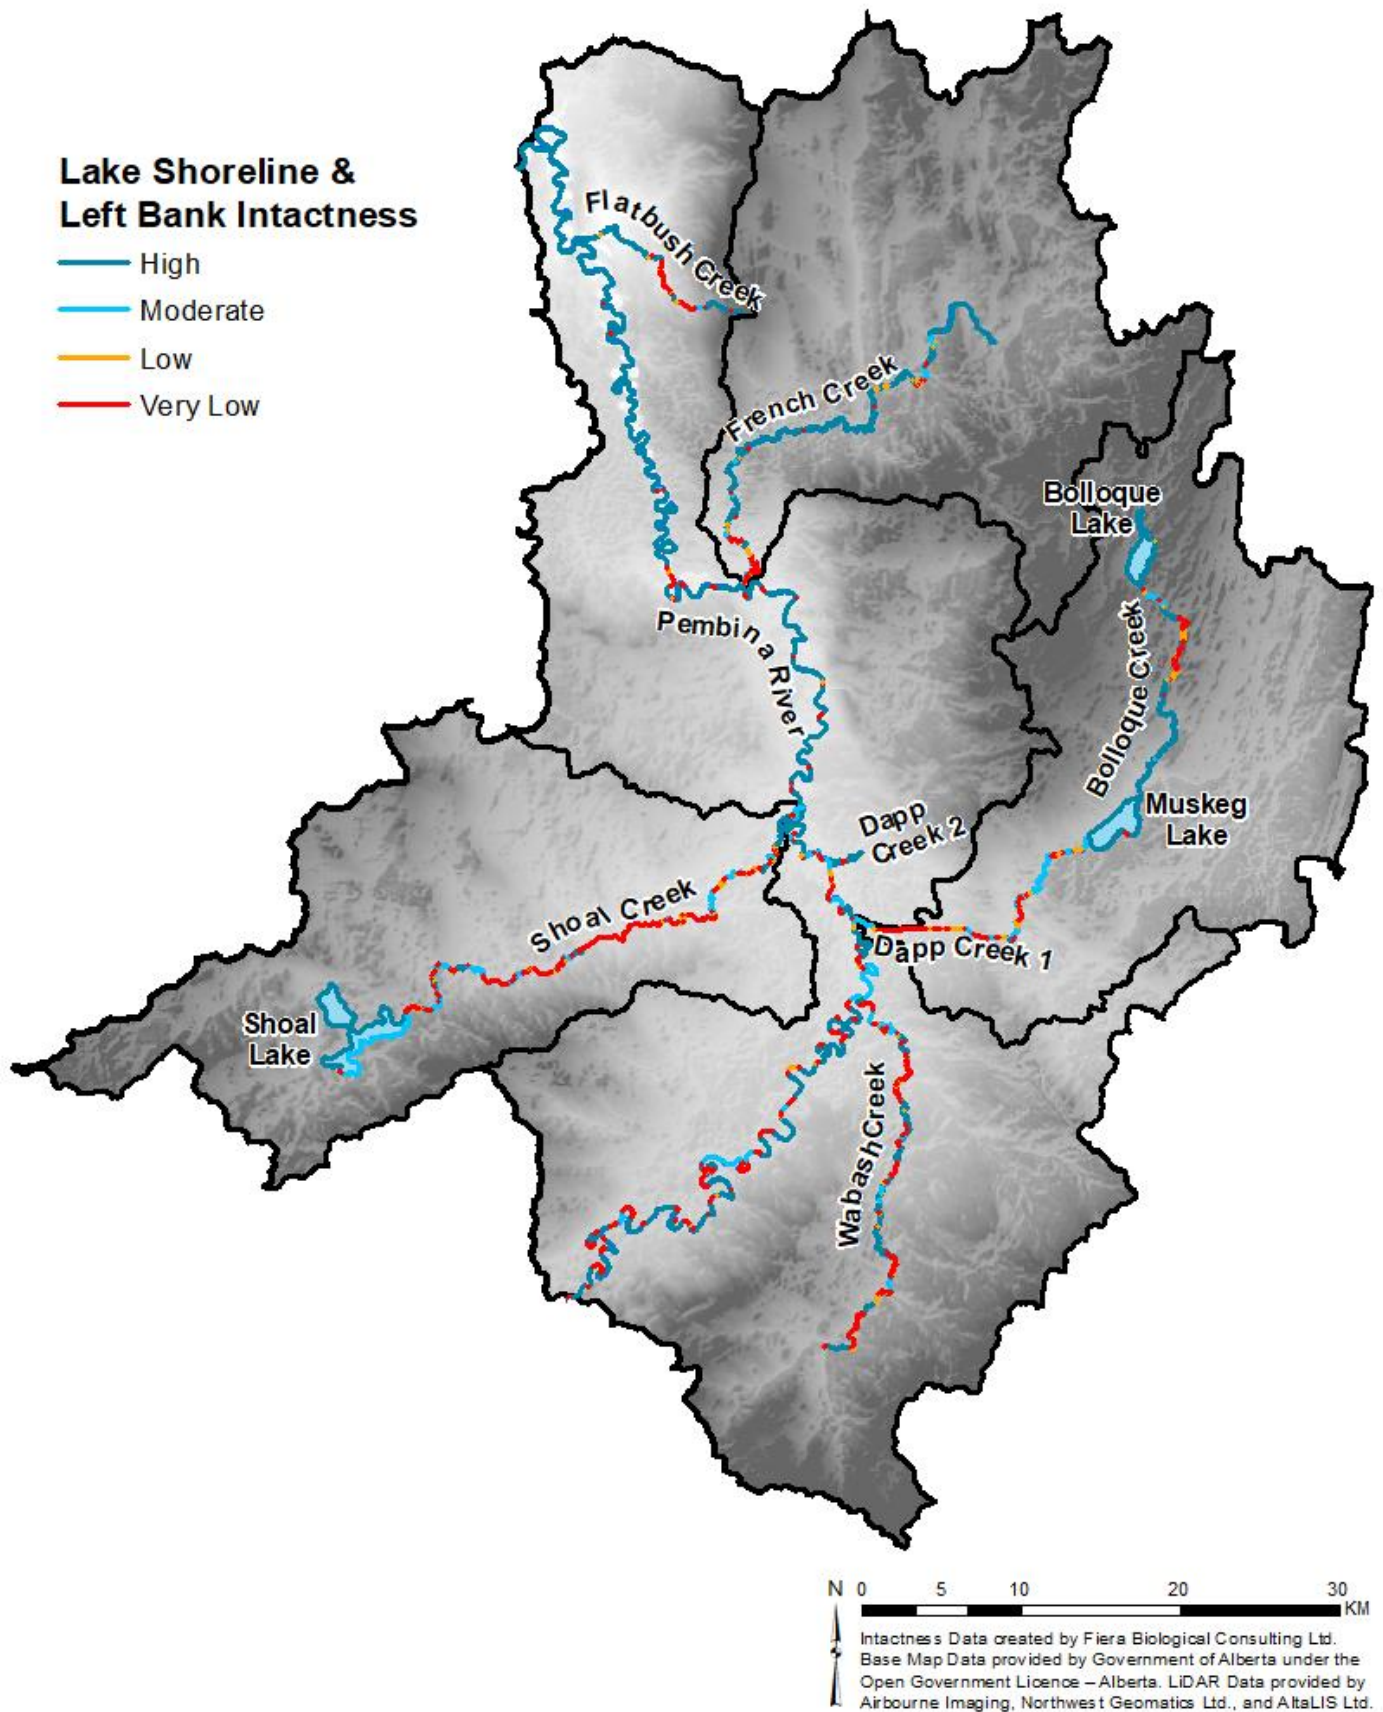 Lake Shoreline &
Left Bank Intactness
High
Moderate
Low
Very Low
Flatbush Creek
French Creek
Bolloque
Lake
Pembina River
Bolloque Creek
Muskeg
Lake
Dapp
Creek 2
Shoal Creek
Dapp Creek 1
Shoal
Lake
Wabash Creek
N 0 5 10 20 30
KM
Intactness Data created by Fiera Biological Consulting Ltd.
Base Map Data provided by Government of Alberta under the
Open Government Licence – Alberta. LiDAR Data provided by
Airbourne Imaging, Northwest Geomatics Ltd., and AltaLIS Ltd.